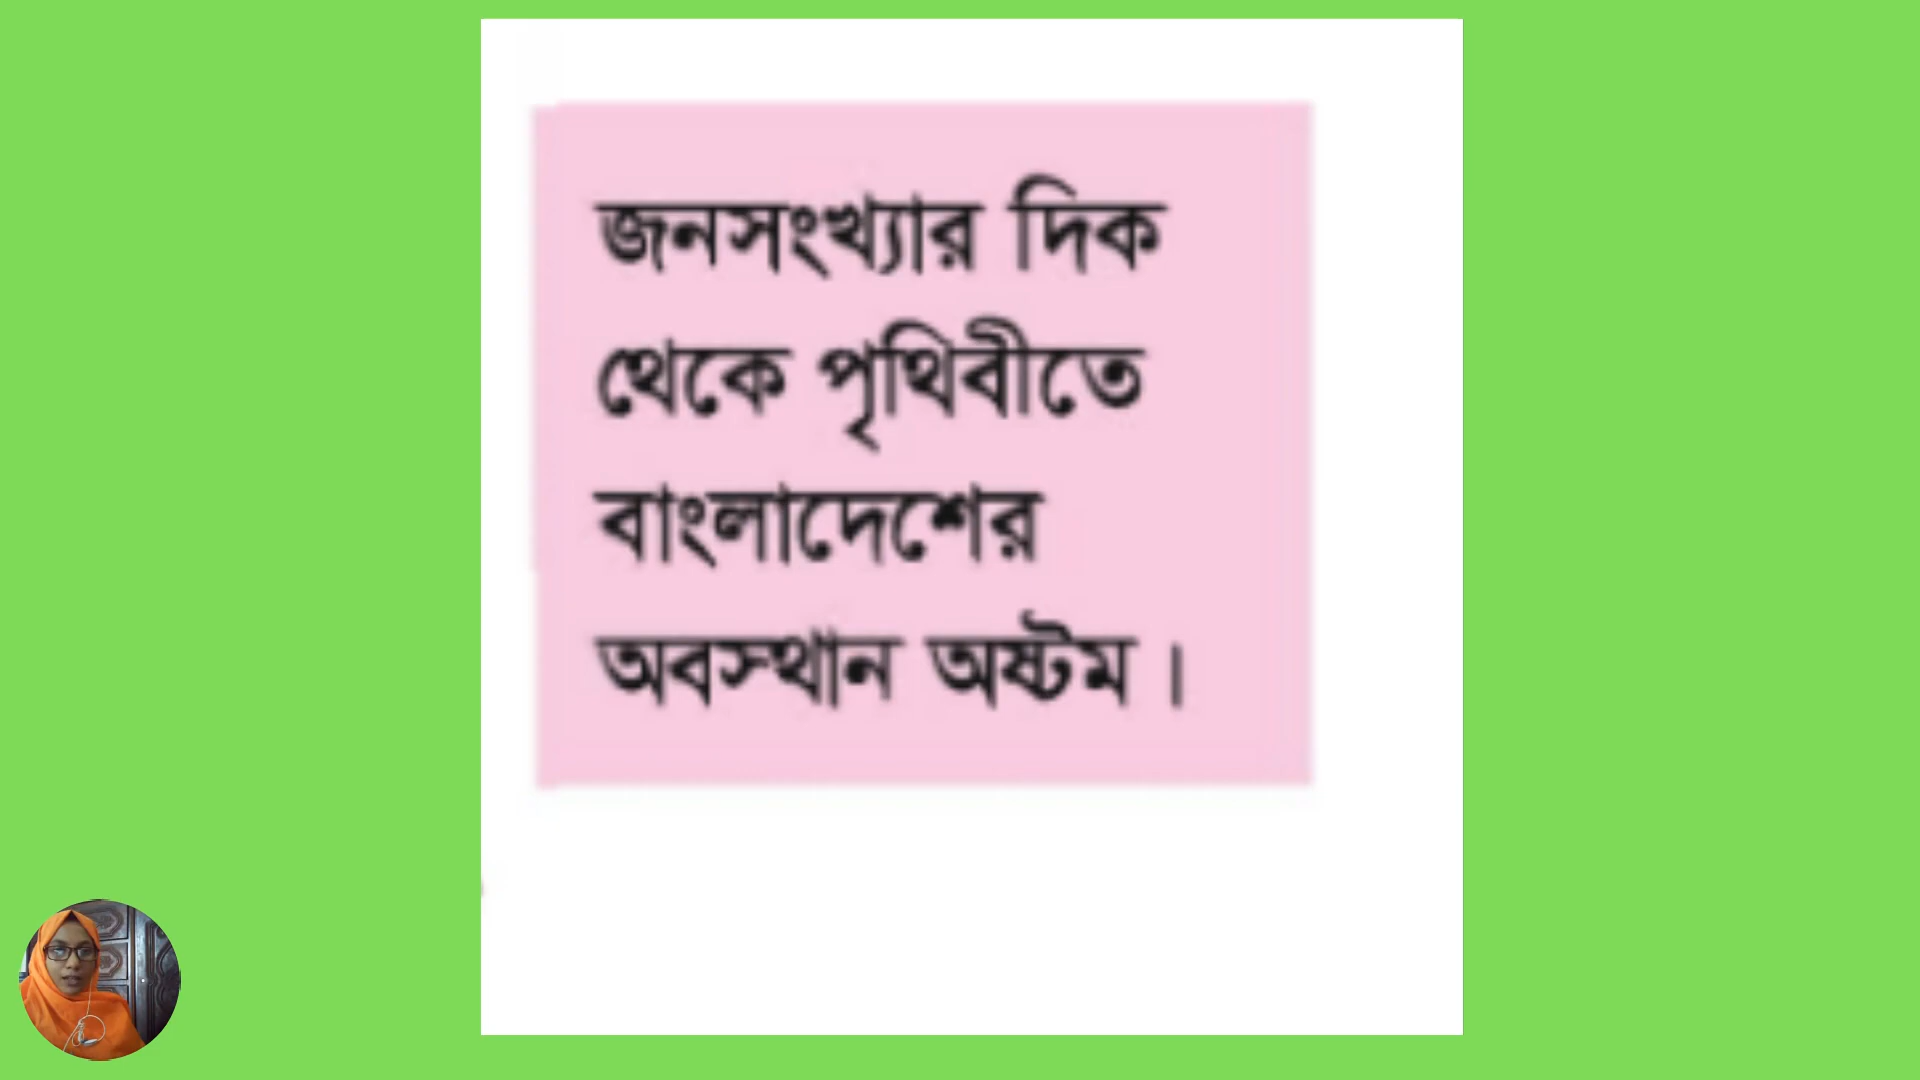 জনসংখ্যার দিক
থেকে পৃথিবীতে
বাংলাদেশের
অবস্থান অষ্টম।